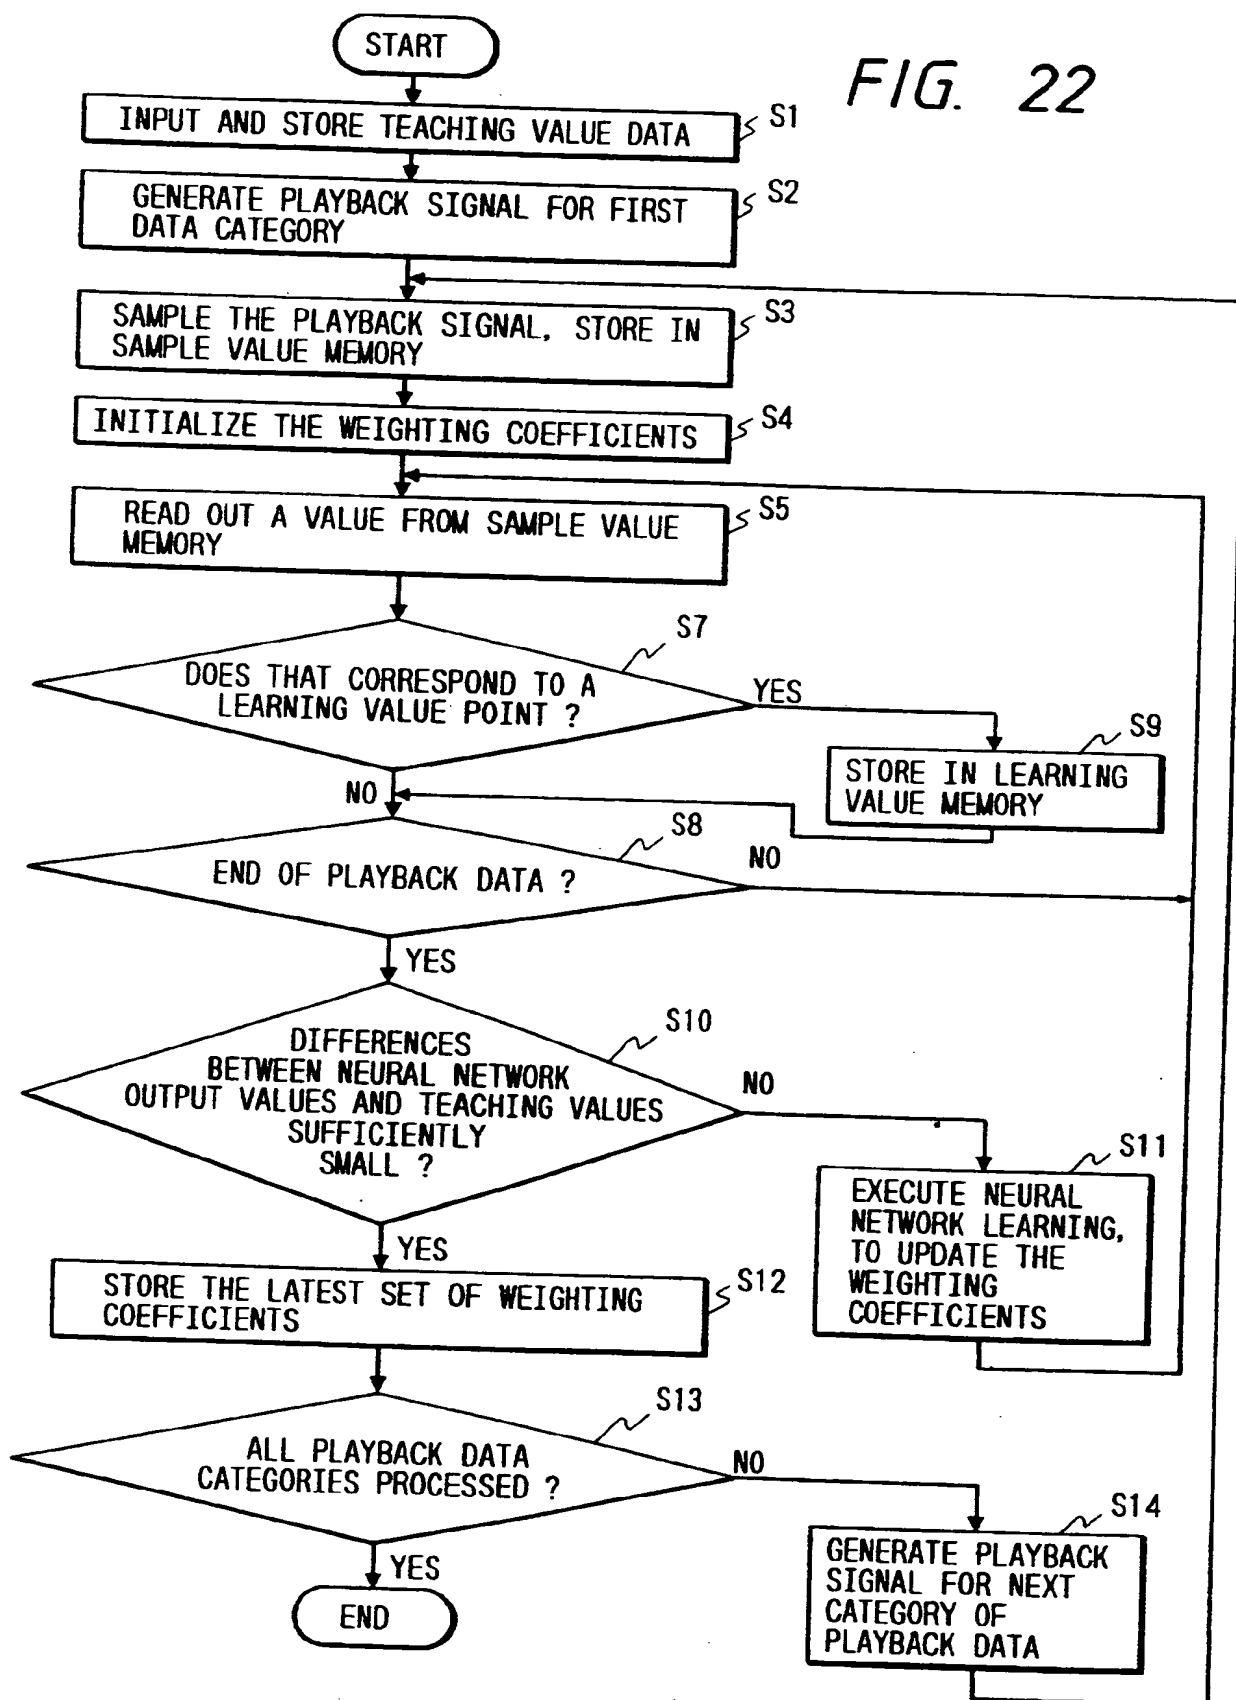 START
FIG. 22
INPUT AND STORE TEACHING VALUE DATA
S1
GENERATE PLAYBACK SIGNAL FOR FIRST
DATA CATEGORY
S2
SAMPLE THE PLAYBACK SIGNAL, STORE IN
SAMPLE VALUE MEMORY
S3
INITIALIZE THE WEIGHTING COEFFICIENTS
S4
READ OUT A VALUE FROM SAMPLE VALUE
MEMORY
S5
S7
DOES THAT CORRESPOND TO A
LEARNING VALUE POINT ?
YES
S9
STORE IN LEARNING
VALUE MEMORY
NO
S8
END OF PLAYBACK DATA ?
NO
YES
S10
DIFFERENCES
BETWEEN NEURAL NETWORK
OUTPUT VALUES AND TEACHING VALUES
SUFFICIENTLY
SMALL ?
NO
S11
EXECUTE NEURAL
NETWORK LEARNING,
TO UPDATE THE
WEIGHTING
COEFFICIENTS
YES
STORE THE LATEST SET OF WEIGHTING
COEFFICIENTS
S12
S13
ALL PLAYBACK DATA
CATEGORIES PROCESSED ?
NO
S14
GENERATE PLAYBACK
SIGNAL FOR NEXT
CATEGORY OF
PLAYBACK DATA
YES
END